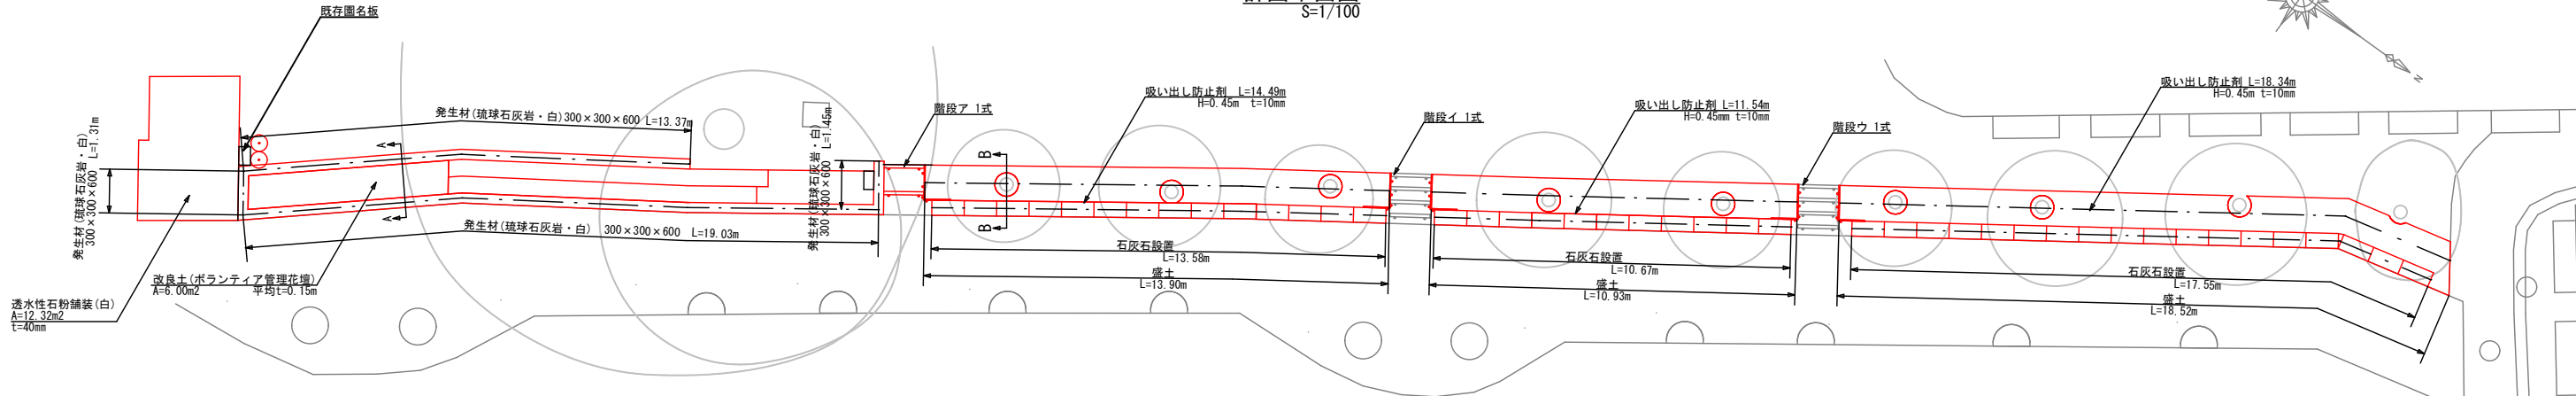 S=1/100
既存園名板
発生材(琉球石灰岩・白)
300×300×600 L=1.31m
発生材(琉球石灰岩・白)300×300×600 L=13.37m
A
A
発生材(琉球石灰岩・白) 300×300×600 L=19.03m
発生材(琉球石灰岩・白)
300×300×600 L=1.45m
改良土(ボランティア管理花壇)
A=6.00m2 平均t=0.15m
透水性石粉舗装(白)
A=12.32m2
t=40mm
階段ア 1式
B
B
吸い出し防止剤 L=14.49m
H=0.45m t=10mm
石灰石設置
L=13.58m
盛土
L=13.90m
階段イ 1式
吸い出し防止剤 L=11.54m
H=0.45mm t=10mm
石灰石設置
L=10.67m
盛土
L=10.93m
階段ウ 1式
吸い出し防止剤 L=18.34m
H=0.45m t=10mm
石灰石設置
L=17.55m
盛土
L=18.52m
N